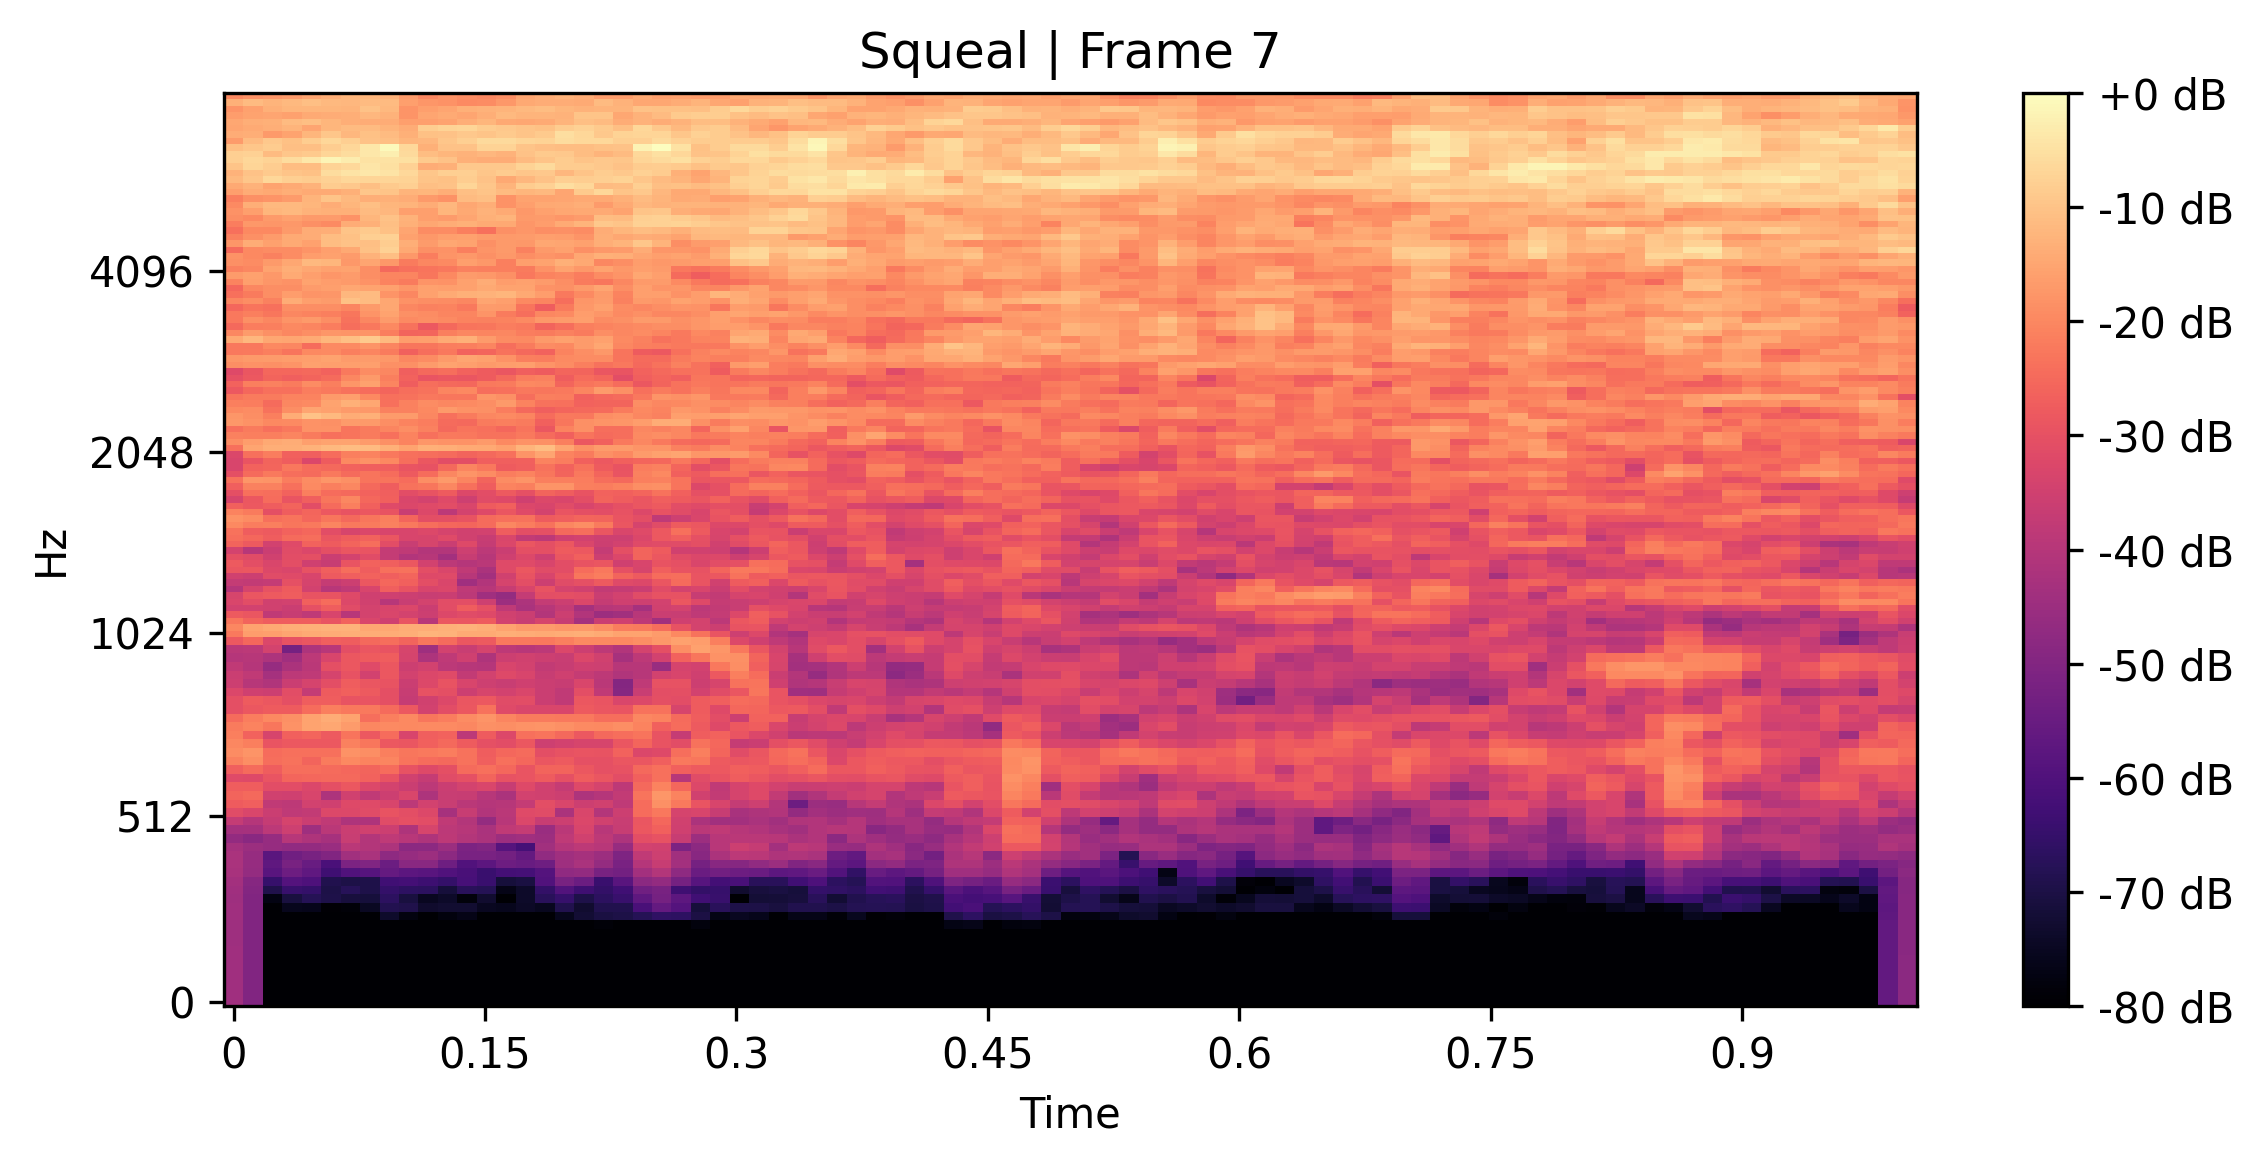 Squeal | Frame 7
+0 dB
-10 dB
-20 dB
-30 dB
-40 dB
-50 dB
-60 dB
-70 dB
-80 dB
Hz
4096
2048
1024
512
0
0 0.15 0.3 0.45 0.6 0.75 0.9
Time